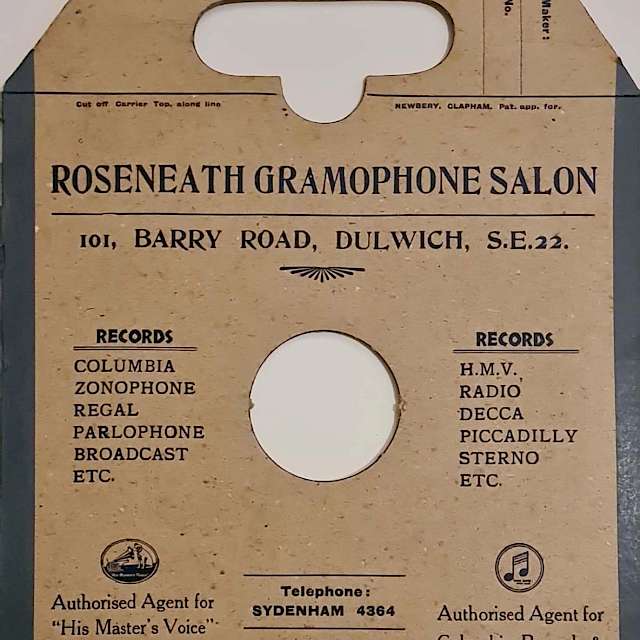 Maker:
No.
Cut off Carrier Top, along line
NEWBERY, CLAPHAM, Pat. app. for.
ROSENEATH GRAMOPHONE SALON
101, BARRY ROAD, DULWICH, S.E.22.
RECORDS
COLUMBIA
ZONOPHONE
REGAL
PARLOPHONE
BROADCAST
ETC.
RECORDS
H.M.V.
RADIO
DECCA
PICCADILLY
STERNO
ETC.
Authorised Agent for
"His Master's Voice"
Telephone:
SYDENHAM 4364
Authorised Agent for